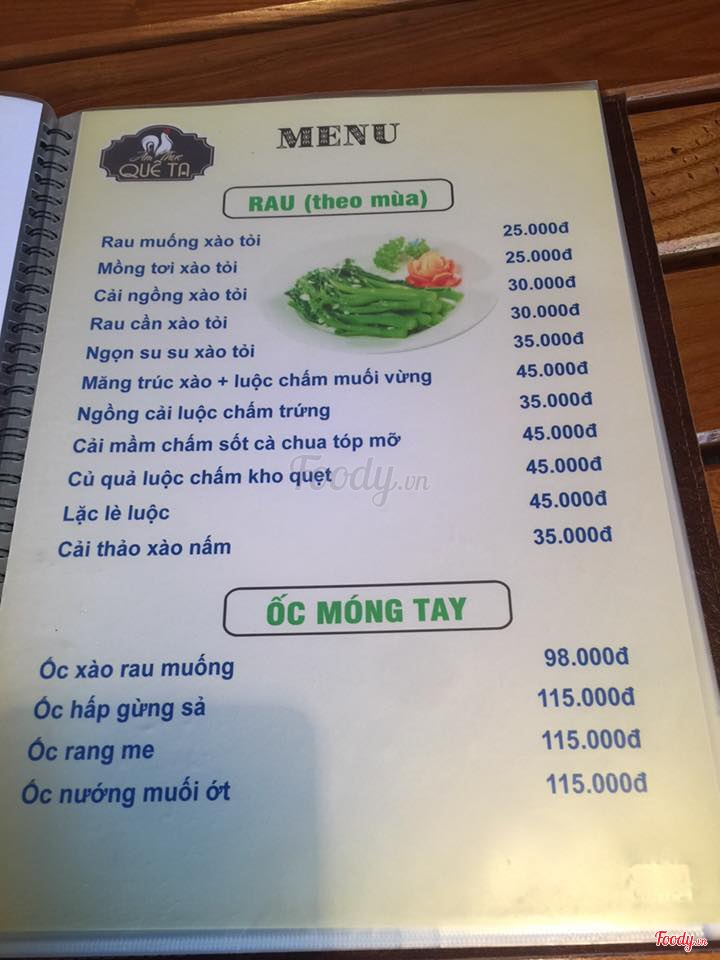 MENU
Ẩm thực
QUÊ TA
RAU (theo mùa)
Rau muống xào tỏi 25.000đ
Mồng tơi xào tỏi 25.000đ
Cải ngồng xào tỏi 30.000đ
Rau cần xào tỏi 30.000đ
Ngọn su su xào tỏi 35.000đ
Măng trúc xào + luộc chấm muối vừng 45.000đ
Ngồng cải luộc chấm trứng 35.000đ
Cải mầm chấm sốt cà chua tóp mỡ 45.000đ
Củ quả luộc chấm kho quẹt 45.000đ
Lặc lè luộc 45.000đ
Cải thảo xào nấm 35.000đ
Foody.vn
ỐC MÓNG TAY
Ốc xào rau muống 98.000đ
Ốc hấp gừng sả 115.000đ
Ốc rang me 115.000đ
Ốc nướng muối ớt 115.000đ
Foody.vn